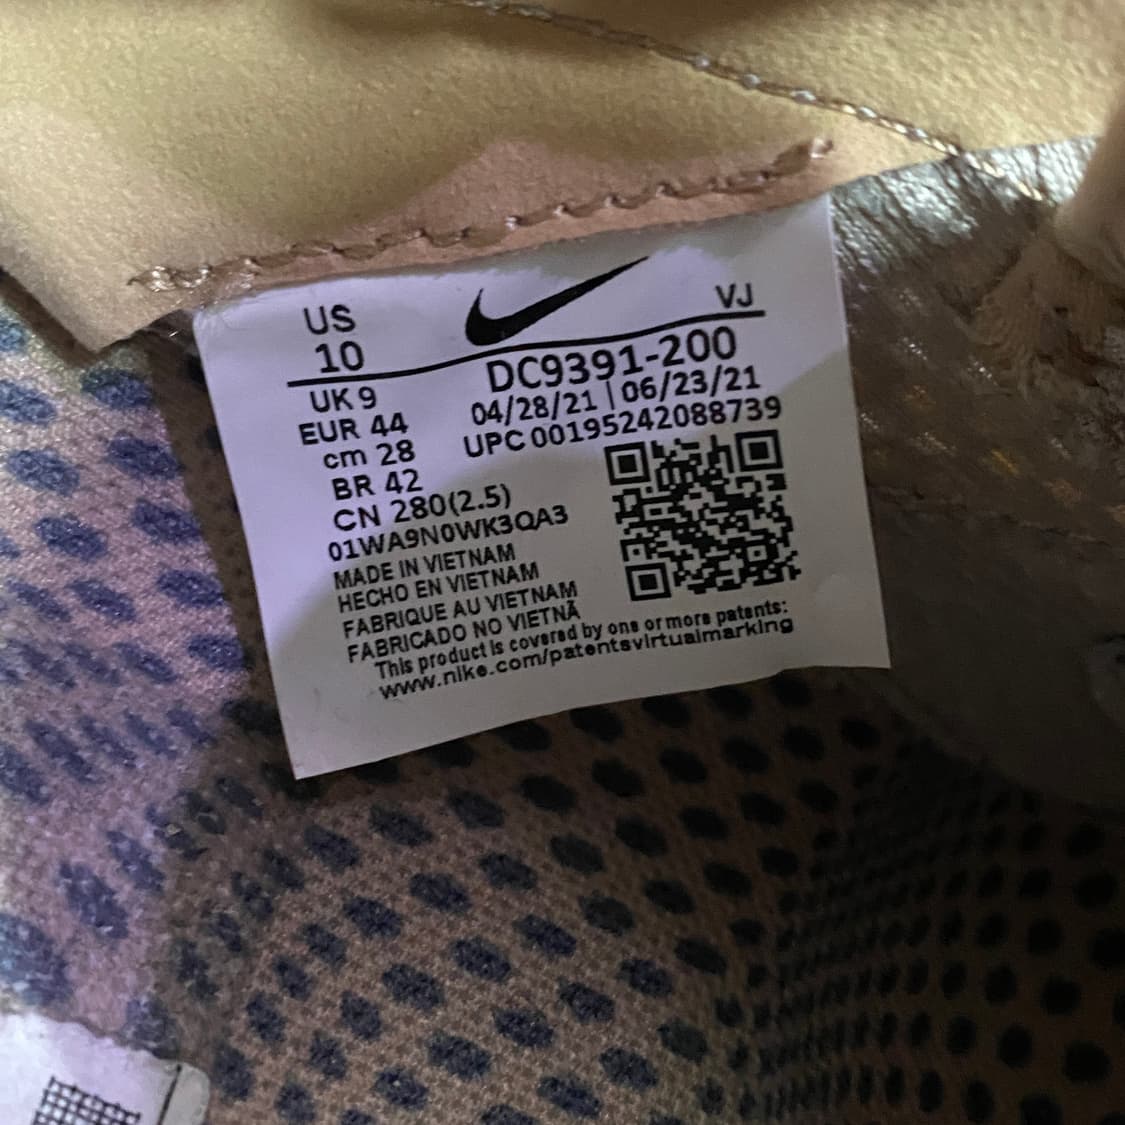 US
10
VJ
DC9391-200
04/28/21 | 06/23/21
UPC 00195242088739
UK 9
EUR 44
cm 28
BR 42
CN 280(2.5)
01WA9N0WK3QA3
MADE IN VIETNAM
HECHO EN VIETNAM
FABRIQUE AU VIETNAM
FABRICADO NO VIETNÃ
This product is covered by one or more patents:
www.nike.com/patentsvirtualmarking